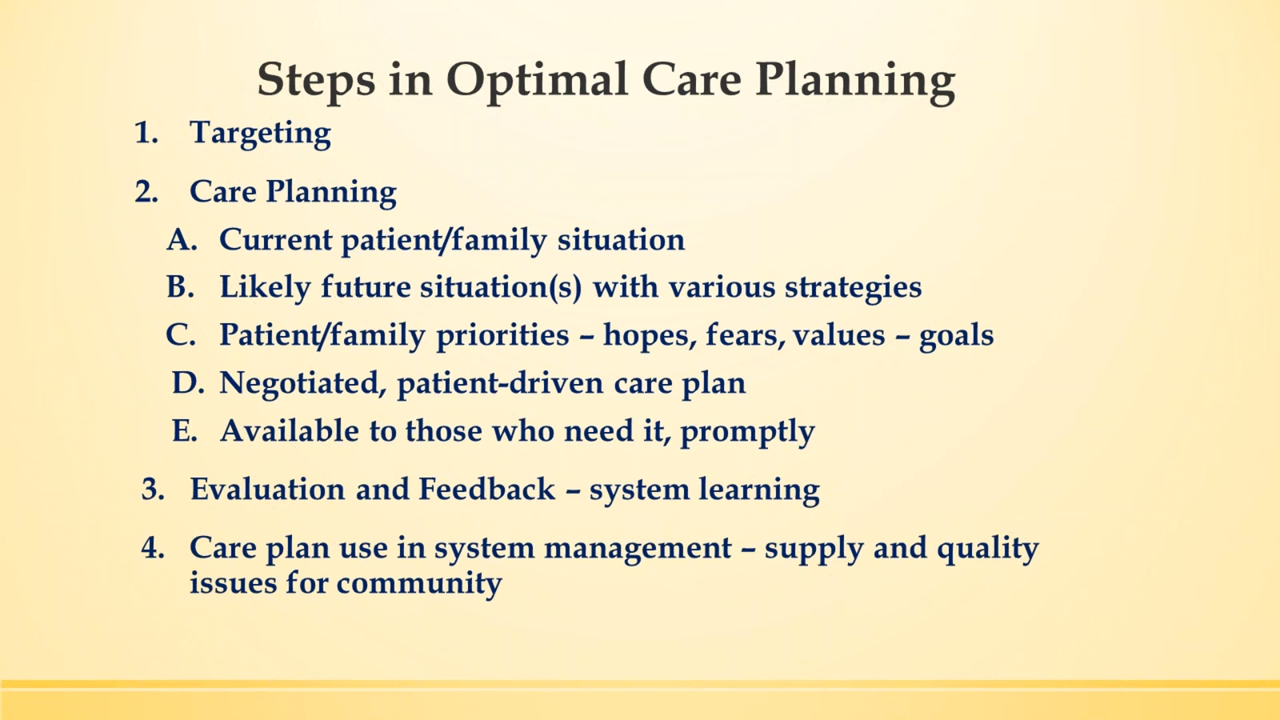 Steps in Optimal Care Planning
1. Targeting
2. Care Planning
A. Current patient/family situation
B. Likely future situation(s) with various strategies
C. Patient/family priorities – hopes, fears, values – goals
D. Negotiated, patient-driven care plan
E. Available to those who need it, promptly
3. Evaluation and Feedback – system learning
4. Care plan use in system management – supply and quality
issues for community